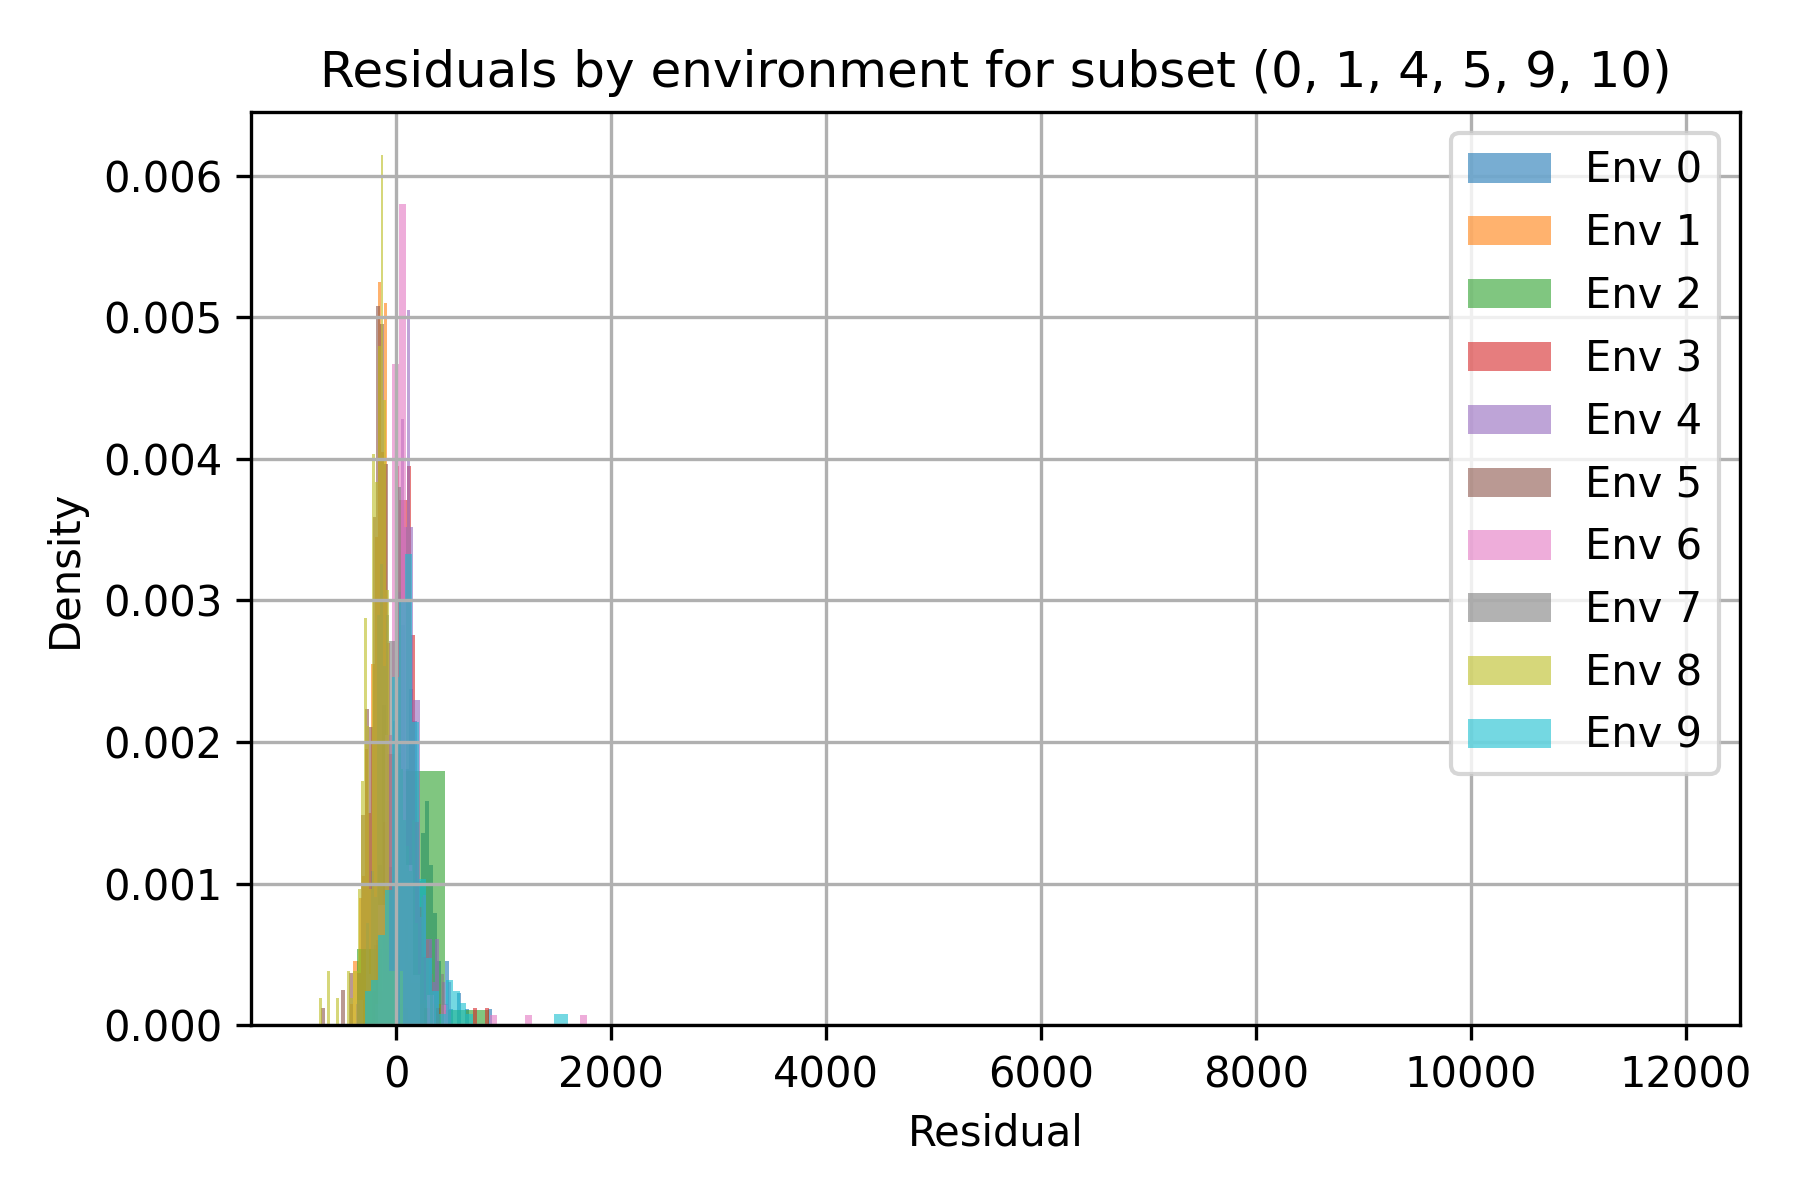 Residuals by environment for subset (0, 1, 4, 5, 9, 10)
Density
0.006
0.005
0.004
0.003
0.002
0.001
0.000
0 2000 4000 6000 8000 10000 12000
Residual
Env 0
Env 1
Env 2
Env 3
Env 4
Env 5
Env 6
Env 7
Env 8
Env 9